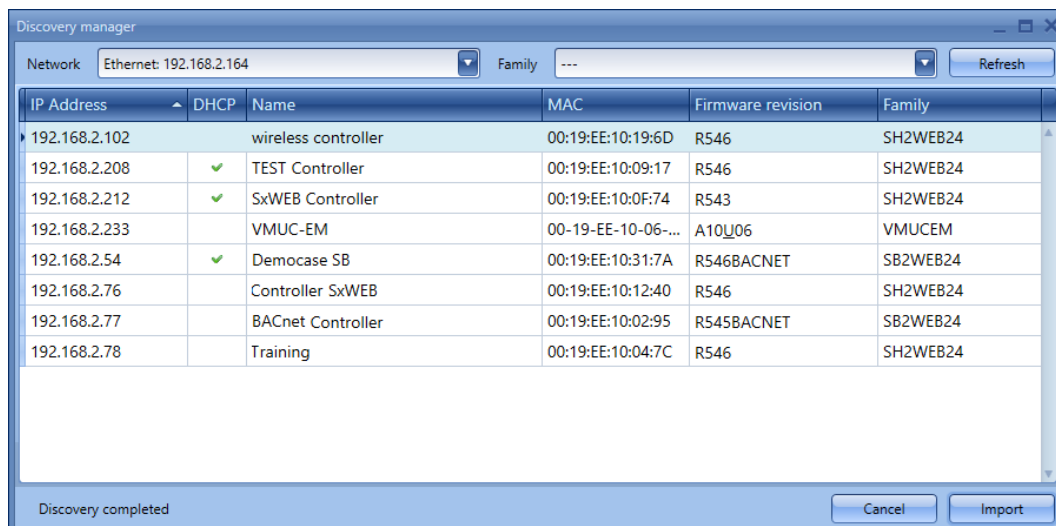 Discovery manager
Network Ethernet: 192.168.2.164 Family --- Refresh
IP Address DHCP Name MAC Firmware revision Family
192.168.2.102 wireless controller 00:19:EE:10:19:6D R546 SH2WEB24
192.168.2.208 TEST Controller 00:19:EE:10:09:17 R546 SH2WEB24
192.168.2.212 SxWEB Controller 00:19:EE:10:0F:74 R543 SH2WEB24
192.168.2.233 VMUC-EM 00-19-EE-10-06-... A10U06 VMUCEM
192.168.2.54 Democase SB 00:19:EE:10:31:7A R546BACNET SB2WEB24
192.168.2.76 Controller SxWEB 00:19:EE:10:12:40 R546 SH2WEB24
192.168.2.77 BACnet Controller 00:19:EE:10:02:95 R545BACNET SB2WEB24
192.168.2.78 Training 00:19:EE:10:04:7C R546 SH2WEB24
Discovery completed Cancel Import